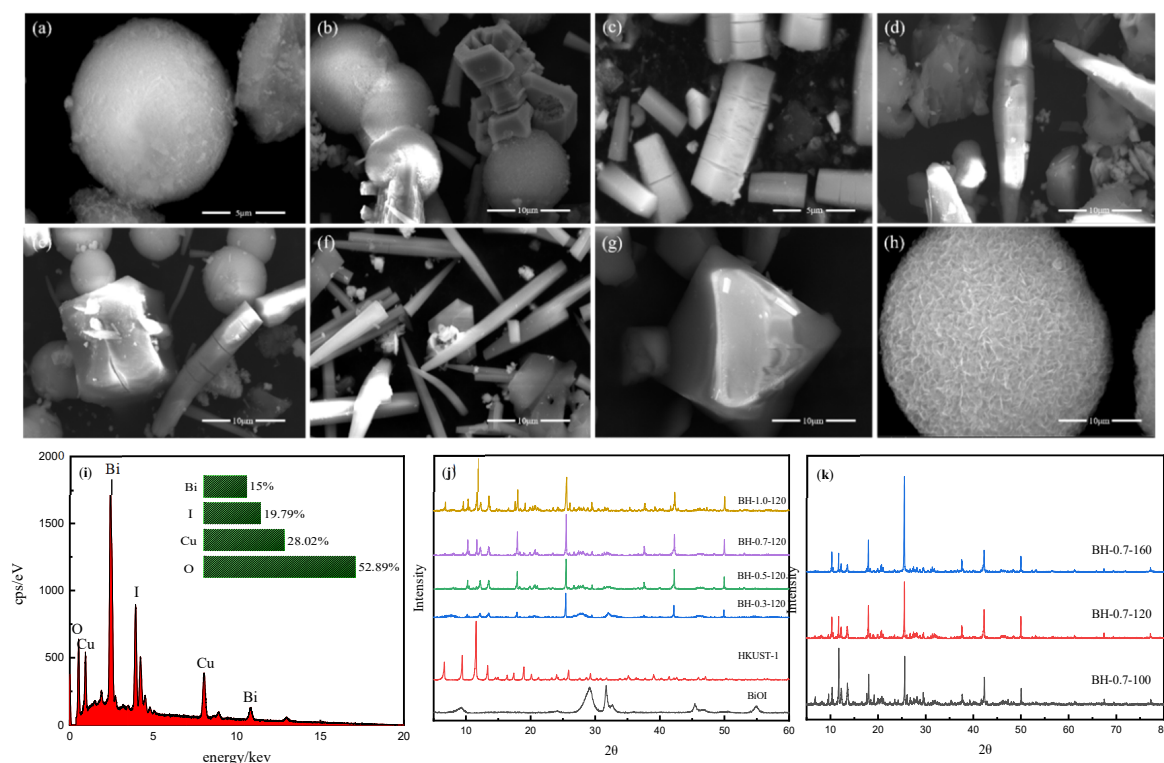 (a)
(b)
(c)
(d)
5μm
10μm
5μm
10μm
(e)
(f)
(g)
(h)
10μm
10μm
10μm
10μm
(i)
(j)
(k)
2000
1500
1000
500
0
cps/eV
Bi
I
O
Cu
Cu
Bi
Bi 15%
I 19.79%
Cu 28.02%
O 52.89%
0 5 10 15 20
energy/kev
Intensity
BH-1.0-120
BH-0.7-120
BH-0.5-120
BH-0.3-120
HKUST-1
BiOI
10 20 30 40 50 60
2θ
Intensity
BH-0.7-160
BH-0.7-120
BH-0.7-100
10 20 30 40 50 60 70 80
2θ